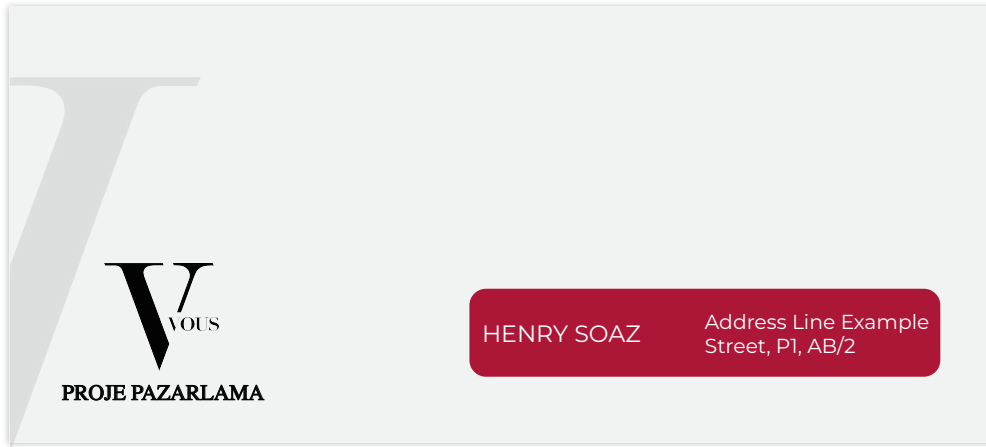 VOUS
PROJE PAZARLAMA
HENRY SOAZ
Address Line Example
Street, P1, AB/2